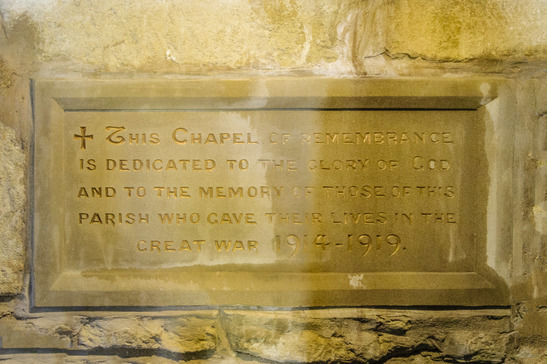 ✝ This Chapel of Remembrance
is dedicated to the glory of God
and to the memory of those of this
parish who gave their lives in the
great war 1914-1919.